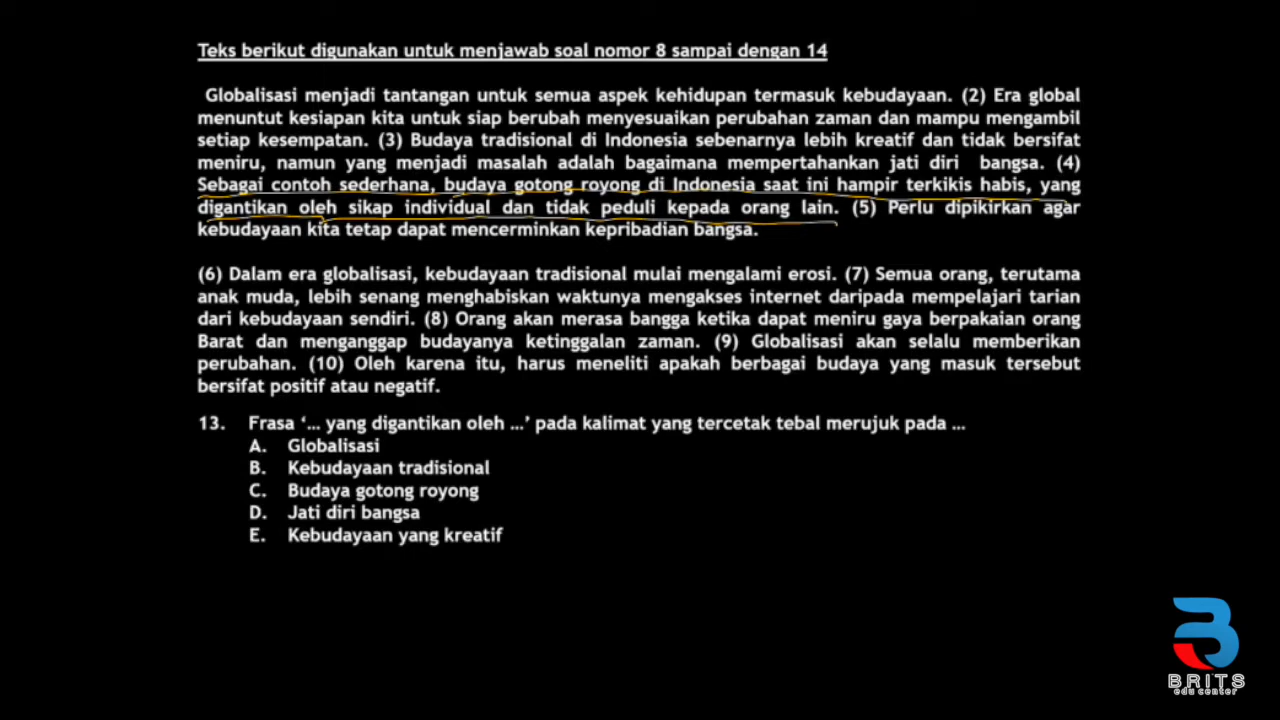 Teks berikut digunakan untuk menjawab soal nomor 8 sampai dengan 14
Globalisasi menjadi tantangan untuk semua aspek kehidupan termasuk kebudayaan. (2) Era global
menuntut kesiapan kita untuk siap berubah menyesuaikan perubahan zaman dan mampu mengambil
setiap kesempatan. (3) Budaya tradisional di Indonesia sebenarnya lebih kreatif dan tidak bersifat
meniru, namun yang menjadi masalah adalah bagaimana mempertahankan jati diri bangsa. (4)
Sebagai contoh sederhana, budaya gotong royong di Indonesia saat ini hampir terkikis habis, yang
digantikan oleh sikap individual dan tidak peduli kepada orang lain. (5) Perlu dipikirkan agar
kebudayaan kita tetap dapat mencerminkan kepribadian bangsa.
(6) Dalam era globalisasi, kebudayaan tradisional mulai mengalami erosi. (7) Semua orang, terutama
anak muda, lebih senang menghabiskan waktunya mengakses internet daripada mempelajari tarian
dari kebudayaan sendiri. (8) Orang akan merasa bangga ketika dapat meniru gaya berpakaian orang
Barat dan menganggap budayanya ketinggalan zaman. (9) Globalisasi akan selalu memberikan
perubahan. (10) Oleh karena itu, harus meneliti apakah berbagai budaya yang masuk tersebut
bersifat positif atau negatif.
13. Frasa ‘... yang digantikan oleh ...’ pada kalimat yang tercetak tebal merujuk pada ...
A. Globalisasi
B. Kebudayaan tradisional
C. Budaya gotong royong
D. Jati diri bangsa
E. Kebudayaan yang kreatif
BRITS
edu center